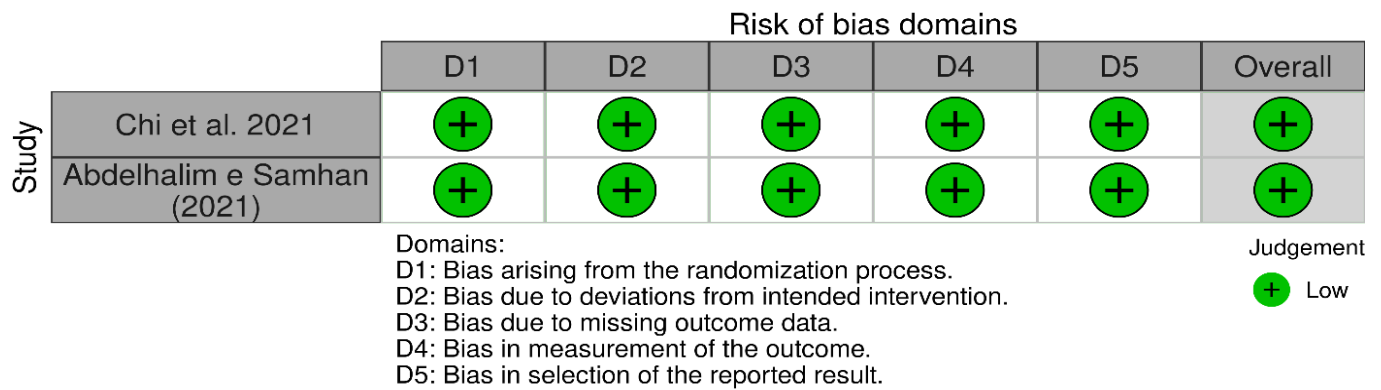 Risk of bias domains
D1 D2 D3 D4 D5 Overall
Study
Chi et al. 2021 + + + + + +
Abdelhalim e Samhan
(2021) + + + + + +
Domains:
D1: Bias arising from the randomization process.
D2: Bias due to deviations from intended intervention.
D3: Bias due to missing outcome data.
D4: Bias in measurement of the outcome.
D5: Bias in selection of the reported result.
Judgement
+ Low